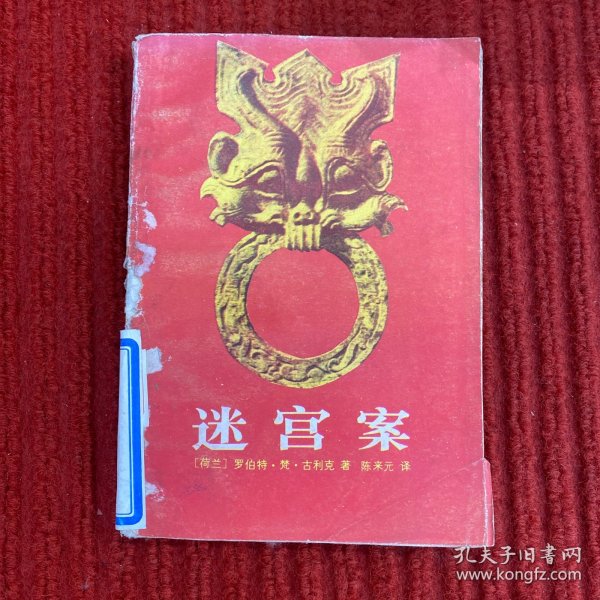 迷宫案
[荷兰] 罗伯特·梵·古利克 著 陈来元 译
孔夫子旧书网
www.kongfz.com